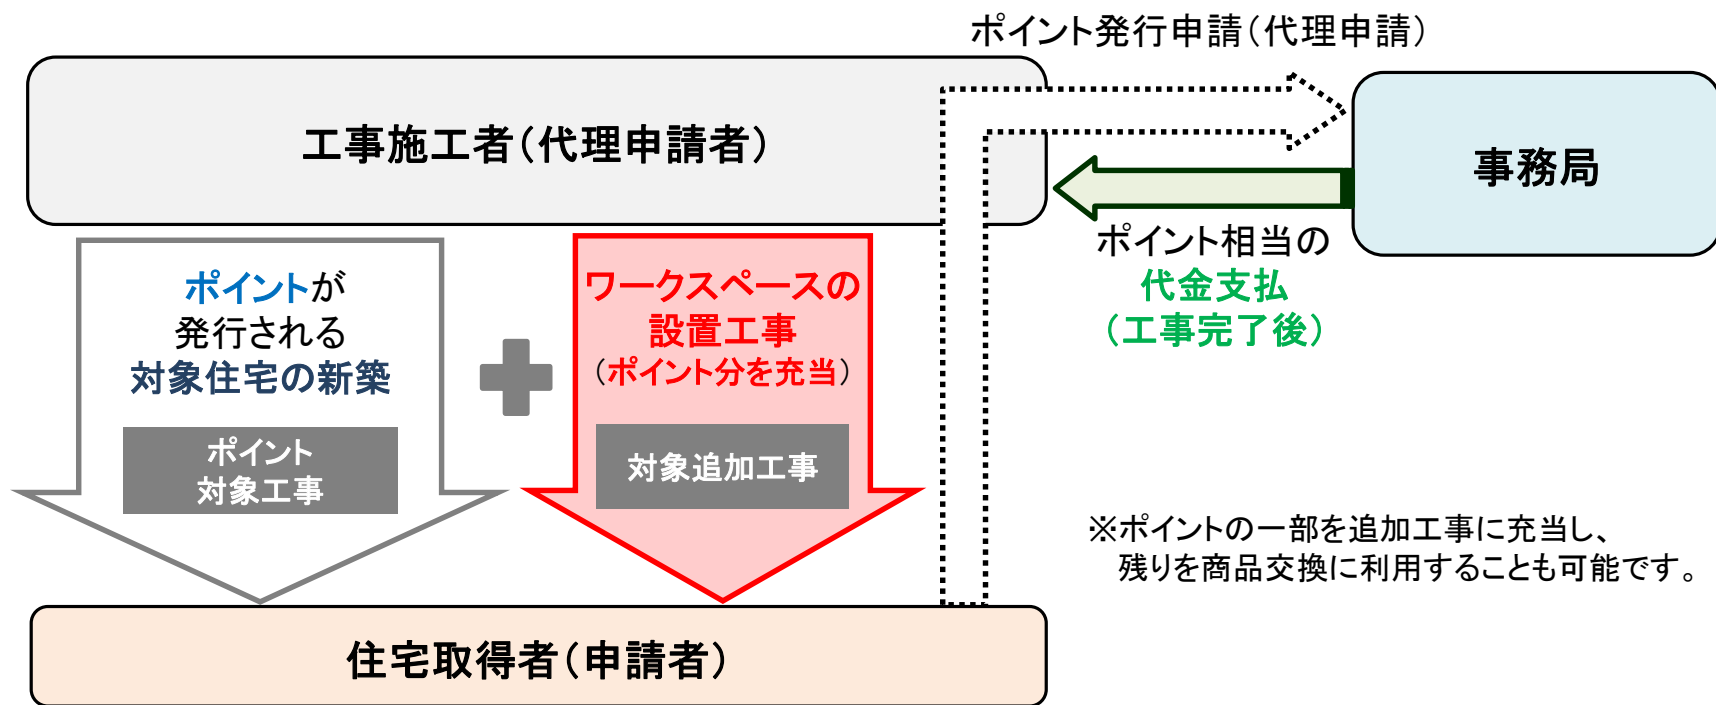 ポイント発行申請（代理申請）
工事施工者（代理申請者）
事務局
ポイント相当の
代金支払
（工事完了後）
ポイントが
発行される
対象住宅の新築
ポイント
対象工事
ワークスペースの
設置工事
（ポイント分を充当）
対象追加工事
※ポイントの一部を追加工事に充当し、
残りを商品交換に利用することも可能です。
住宅取得者（申請者）